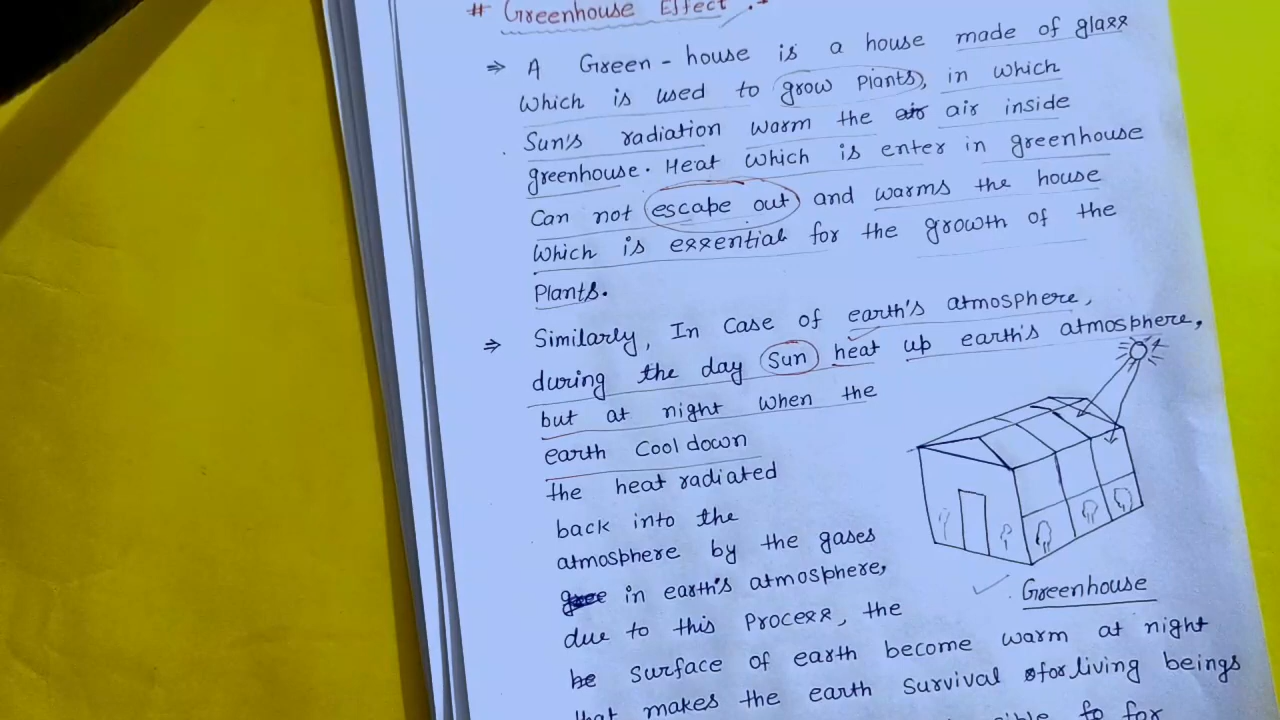 # Greenhouse Effect :→
⇒ A Green-house is a house made of glass
which is used to grow plants, in which
Sun's radiation warm the air inside
greenhouse. Heat which is enter in greenhouse
Can not escape out and warms the house
which is essential for the growth of the
Plants.
⇒ Similarly, In Case of earth's atmosphere,
during the day Sun heat up earth's atmosphere,
but at night when the
earth Cool down
the heat radiated
back into the
atmosphere by the gases
in earth's atmosphere,
due to this Process, the
surface of earth become warm at night
that makes the earth Survival for living beings
to for
Greenhouse